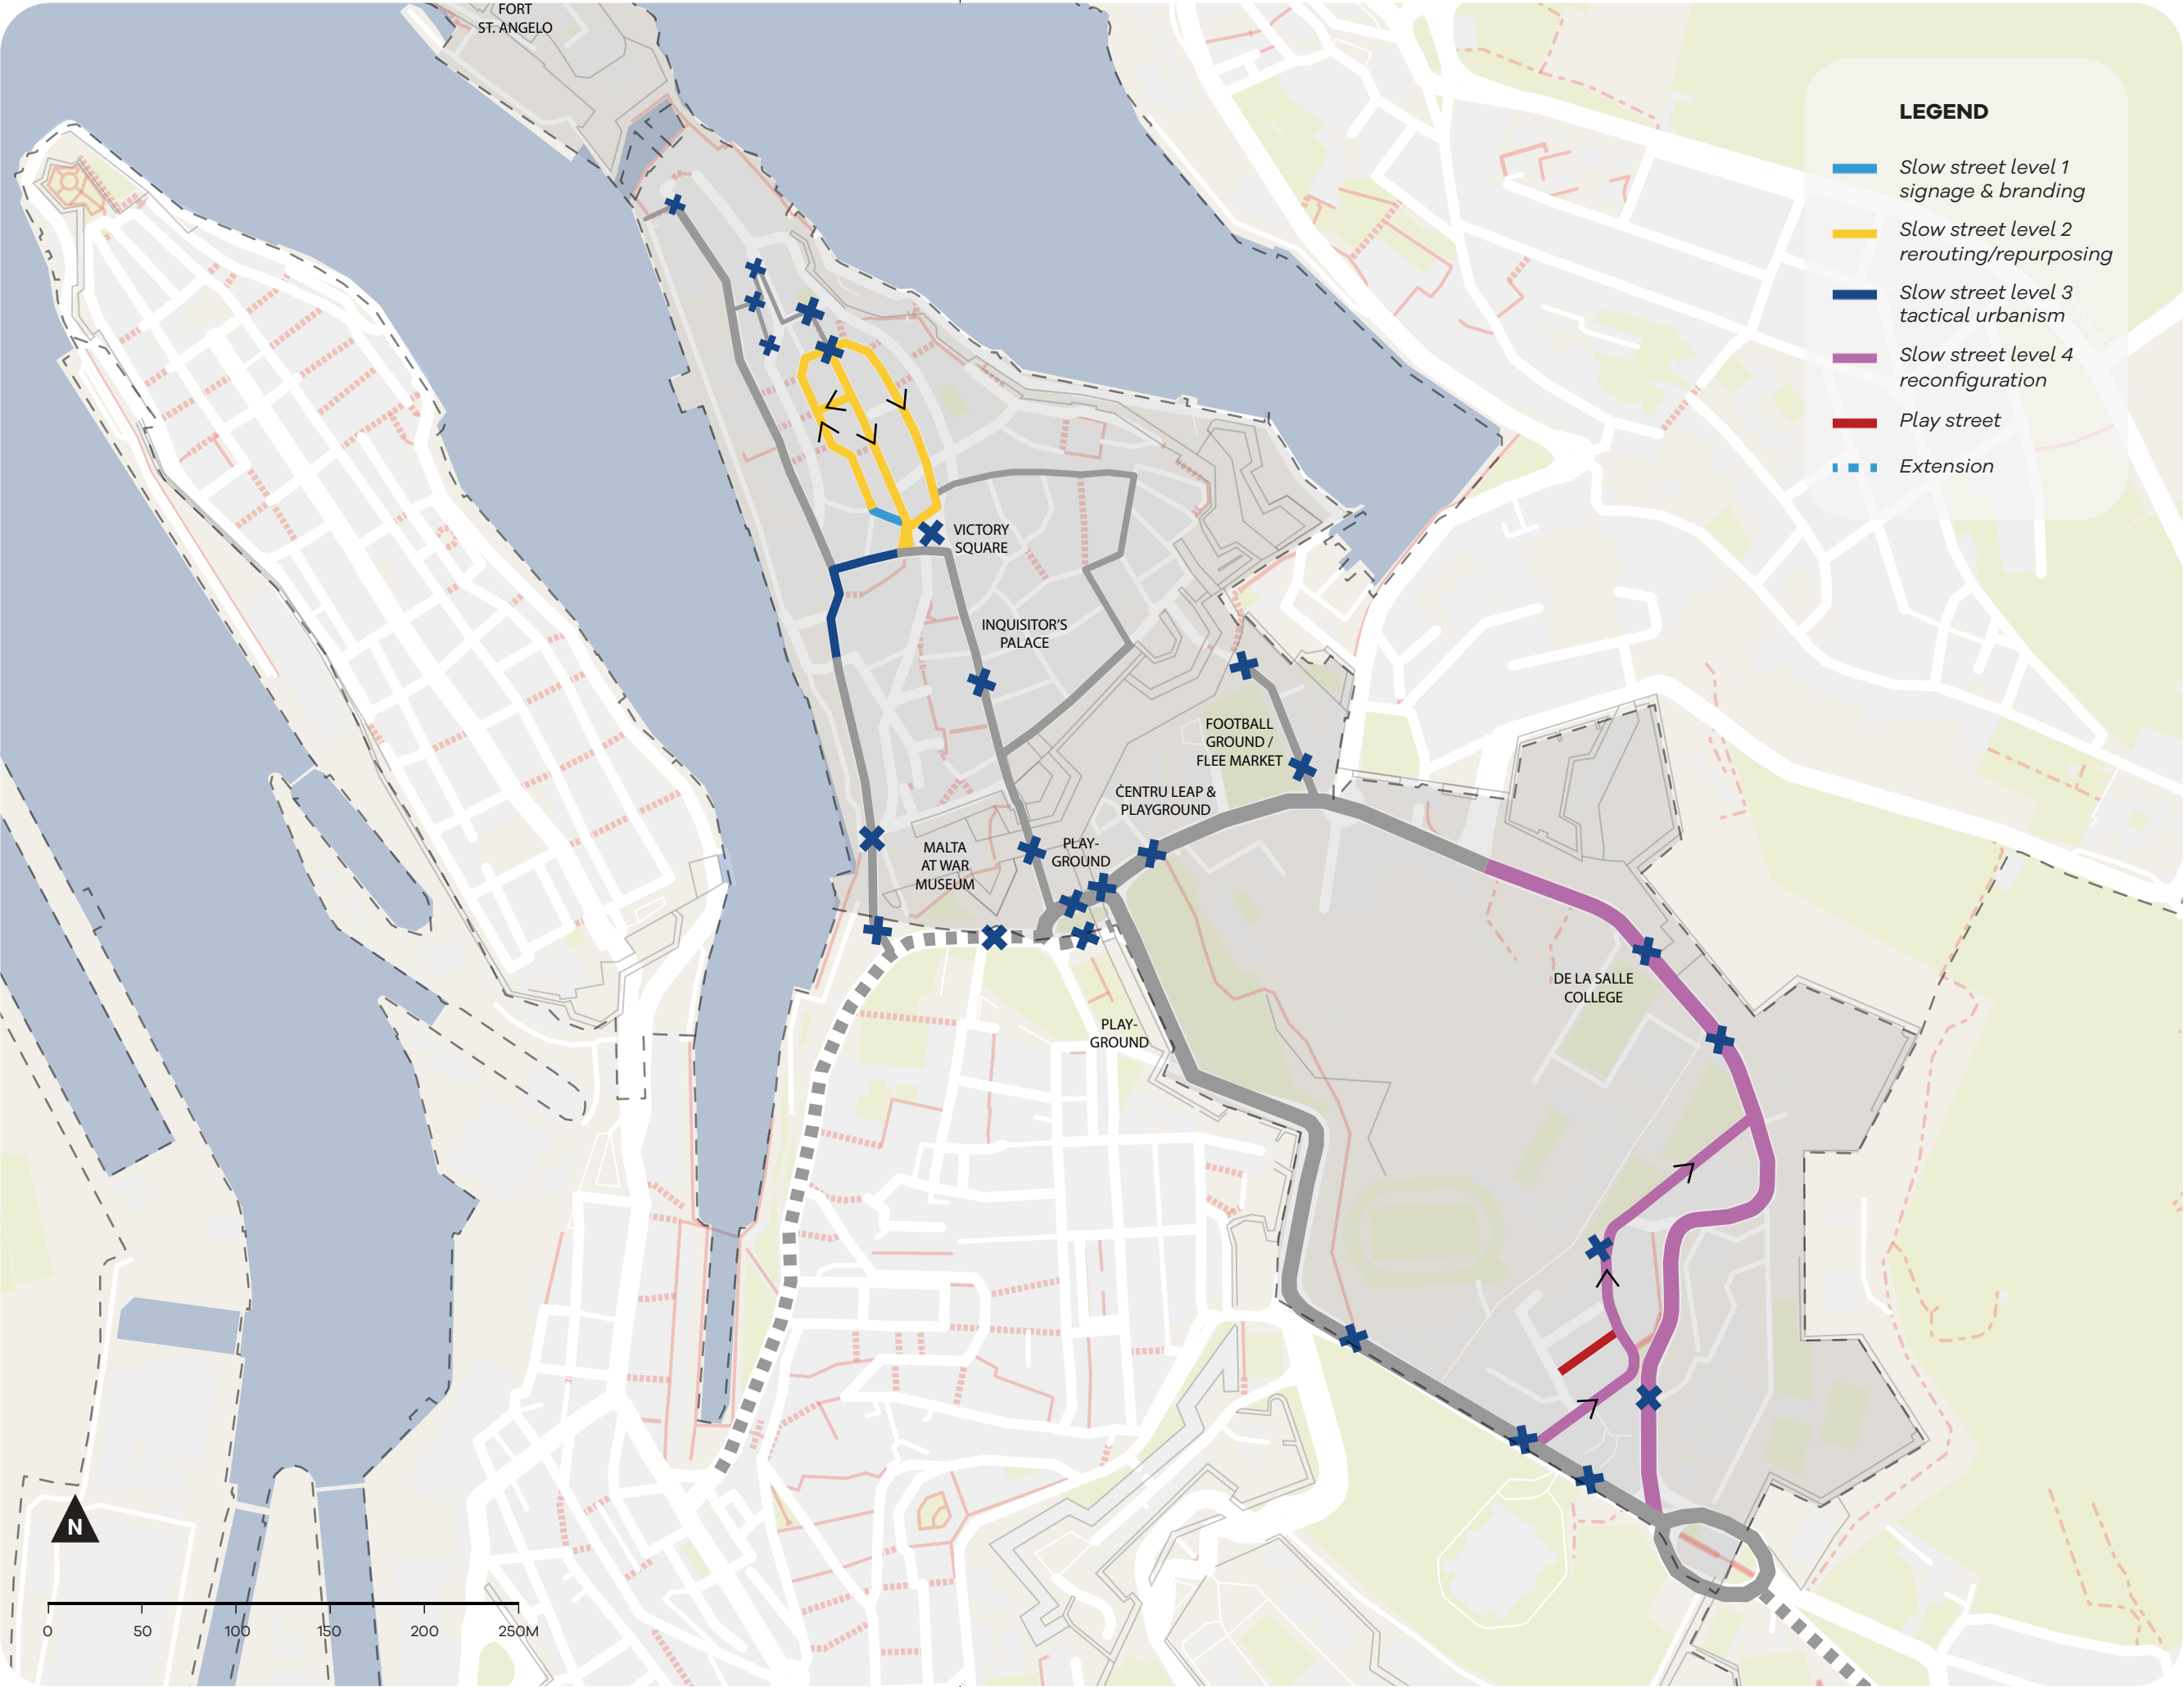 FORT
ST. ANGELO
LEGEND
Slow street level 1
signage & branding
Slow street level 2
rerouting/repurposing
Slow street level 3
tactical urbanism
Slow street level 4
reconfiguration
Play street
Extension
VICTORY
SQUARE
INQUISITOR'S
PALACE
FOOTBALL
GROUND /
FLEE MARKET
ĊENTRU LEAP &
PLAYGROUND
MALTA
AT WAR
MUSEUM
PLAY-
GROUND
DE LA SALLE
COLLEGE
PLAY-
GROUND
N
0 50 100 150 200 250M